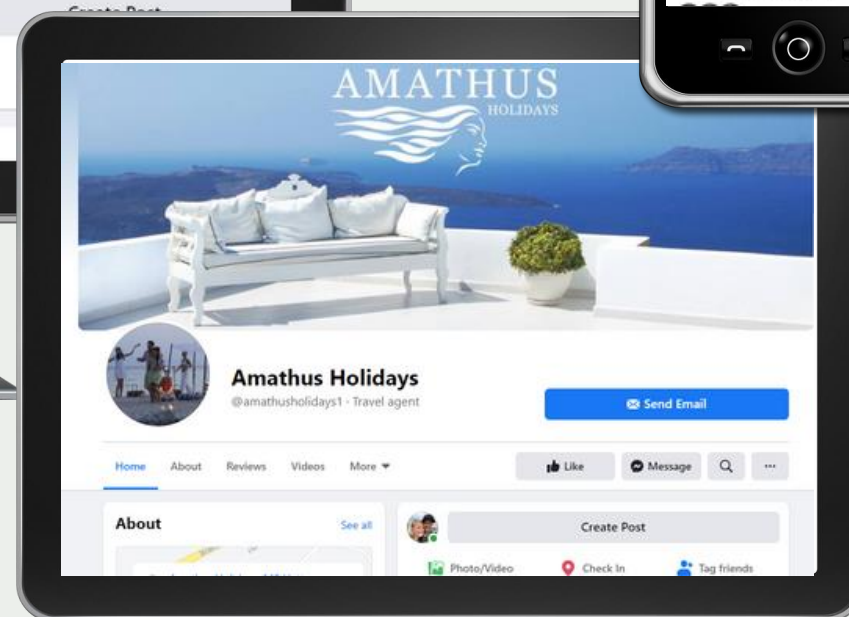 Create Post
AMATHUS
HOLIDAYS
Amathus Holidays
@amathusholidays1 · Travel agent
Send Email
Home About Reviews Videos More
Like Message
About See all
Create Post
Photo/Video Check In Tag friends